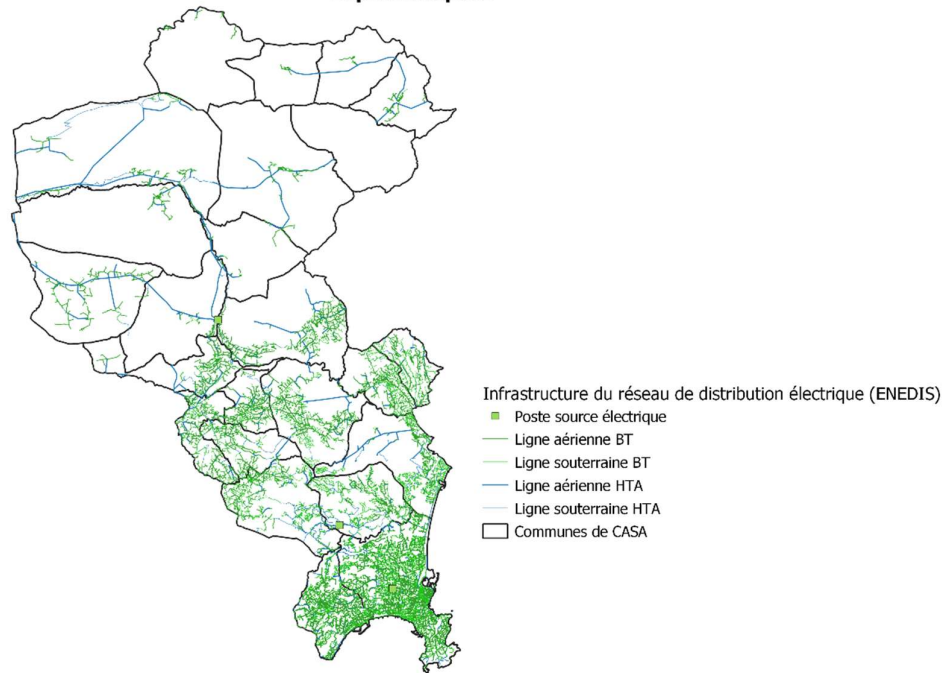 Infrastructure du réseau de distribution électrique (ENEDIS)
Poste source électrique
Ligne aérienne BT
Ligne souterraine BT
Ligne aérienne HTA
Ligne souterraine HTA
Communes de CASA